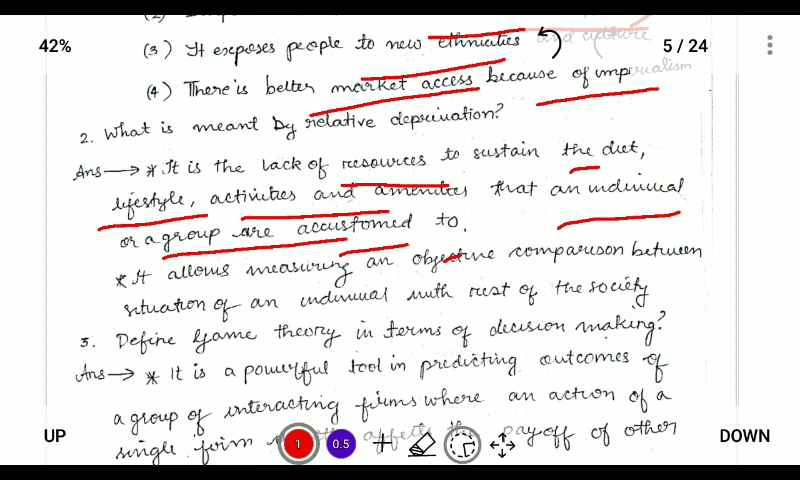 42%
(3) It exposes people to new ethnicities and culture
5 / 24
(4) There is better market access because of imperialism
2. What is meant by relative deprivation?
Ans → * It is the lack of resources to sustain the diet,
lifestyle, activities and amenities that an individual
or a group are accustomed to.
* It allows measuring an objective comparison between
situation of an individual with rest of the society
3. Define Game theory in terms of decision making?
Ans → * It is a powerful tool in predicting outcomes of
a group of interacting firms where an action of a
single firm affects the payoff of other
UP
1
0.5
DOWN